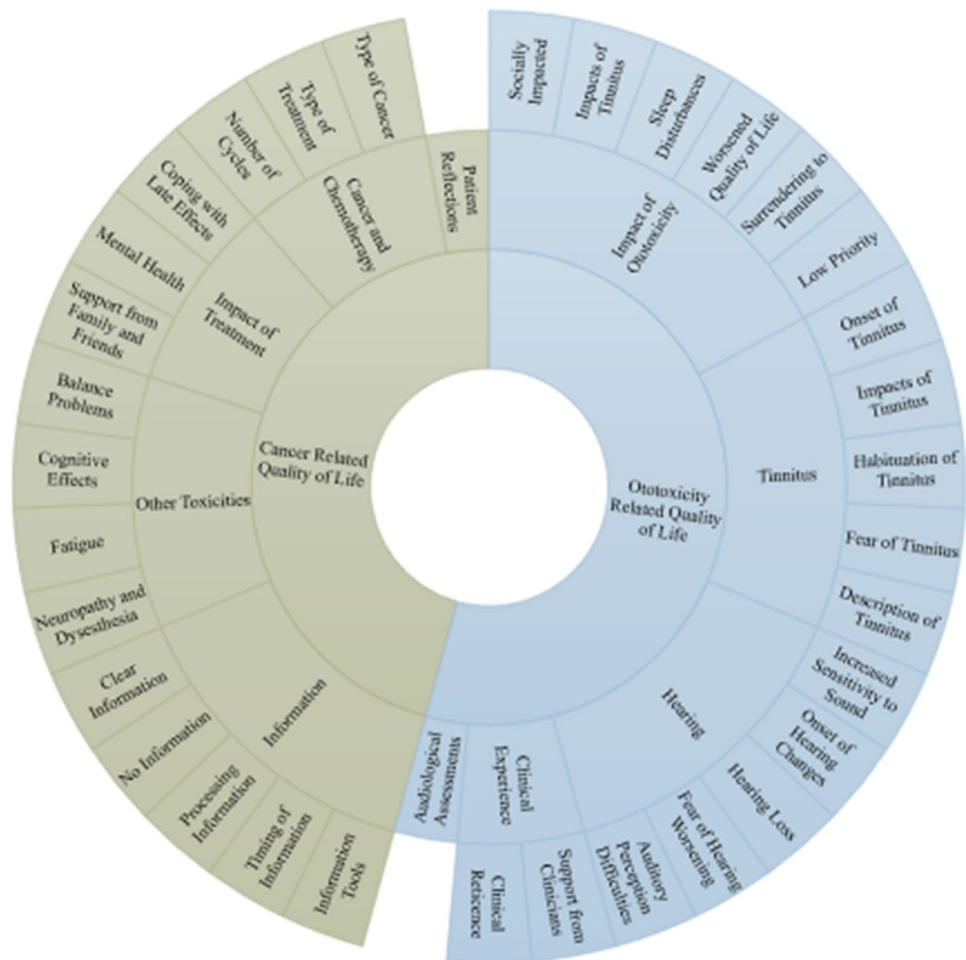 Cancer Related
Quality of Life
Ototoxicity
Related Quality
of Life
Patient
Reflections
Cancer and
Chemotherapy
Impact of
Treatment
Other Toxicities
Information
Impact of
Ototoxicity
Tinnitus
Hearing
Clinical
Experience
Audiological
Assessments
Type of Cancer
Type of
Treatment
Number of
Cycles
Coping with
Late Effects
Mental Health
Support from
Family and
Friends
Balance
Problems
Cognitive
Effects
Fatigue
Neuropathy and
Dysesthesia
Clear
Information
No Information
Processing
Information
Timing of
Information
Information
Tools
Socially
Impacted
Impacts of
Tinnitus
Sleep
Disturbances
Worsened
Quality of Life
Surrendering to
Tinnitus
Low Priority
Onset of
Tinnitus
Impacts of
Tinnitus
Habituation of
Tinnitus
Fear of Tinnitus
Description of
Tinnitus
Increased
Sensitivity to
Sound
Onset of
Hearing
Changes
Hearing Loss
Fear of Hearing
Worsening
Auditory
Perception
Difficulties
Support from
Clinicians
Clinical
Reticence